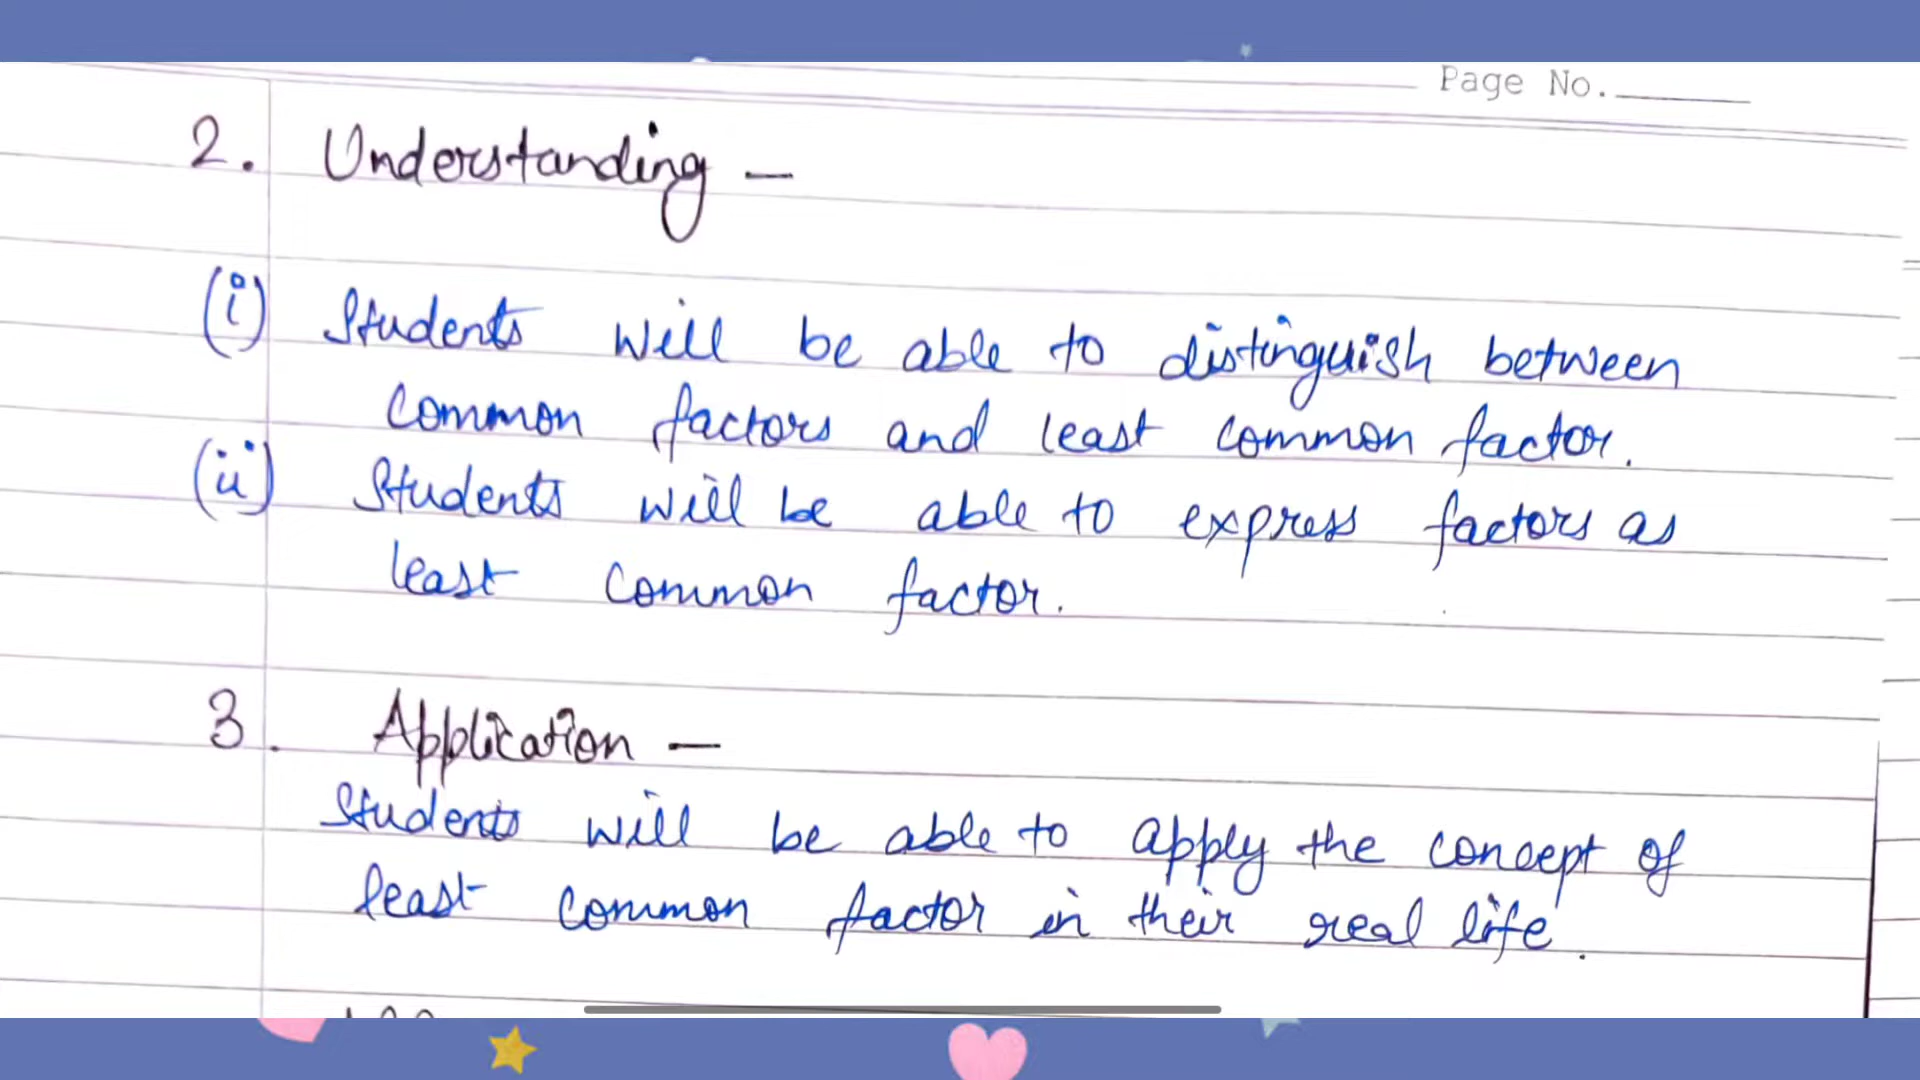 Page No.
2. Understanding -
(i) Students will be able to distinguish between
common factors and least common factor.
(ii) Students will be able to express factors as
least common factor.
3. Application -
Students will be able to apply the concept of
least common factor in their real life.